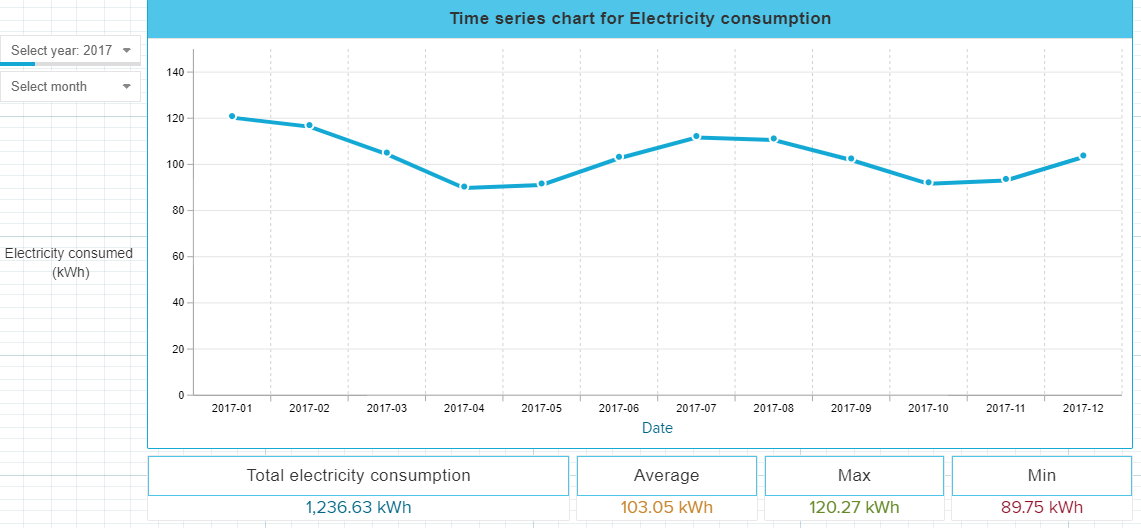 Time series chart for Electricity consumption
Select year: 2017
Select month
Electricity consumed
(kWh)
140
120
100
80
60
40
20
0
2017-01 2017-02 2017-03 2017-04 2017-05 2017-06 2017-07 2017-08 2017-09 2017-10 2017-11 2017-12
Date
Total electricity consumption Average Max Min
1,236.63 kWh 103.05 kWh 120.27 kWh 89.75 kWh